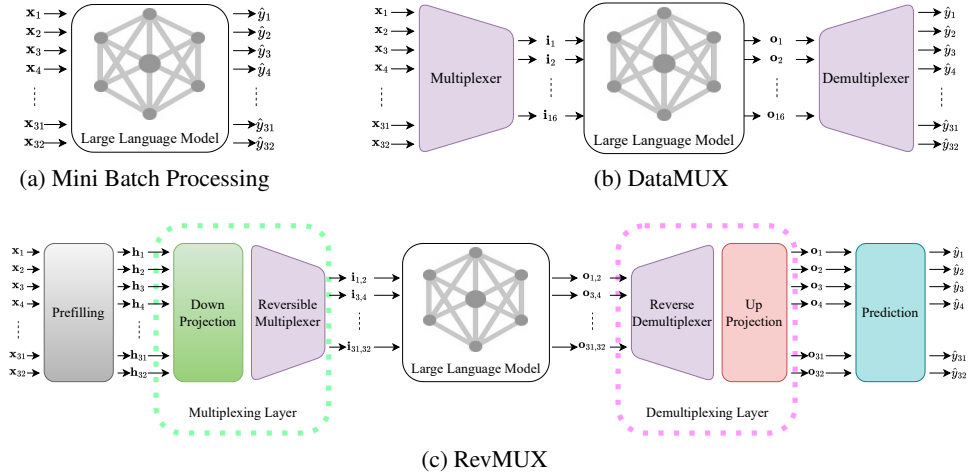 x1
x2
x3
x4
x31
x32
Large Language Model
ŷ1
ŷ2
ŷ3
ŷ4
ŷ31
ŷ32
(a) Mini Batch Processing
x1
x2
x3
x4
x31
x32
Multiplexer
i1
i2
i16
Large Language Model
o1
o2
o16
Demultiplexer
ŷ1
ŷ2
ŷ3
ŷ4
ŷ31
ŷ32
(b) DataMUX
x1
x2
x3
x4
x31
x32
Prefilling
h1
h2
h3
h4
h31
h32
Down
Projection
Reversible
Multiplexer
Multiplexing Layer
i1,2
i3,4
i31,32
Large Language Model
o1,2
o3,4
o31,32
Reverse
Demultiplexer
Up
Projection
Demultiplexing Layer
o1
o2
o3
o4
o31
o32
Prediction
ŷ1
ŷ2
ŷ3
ŷ4
ŷ31
ŷ32
(c) RevMUX